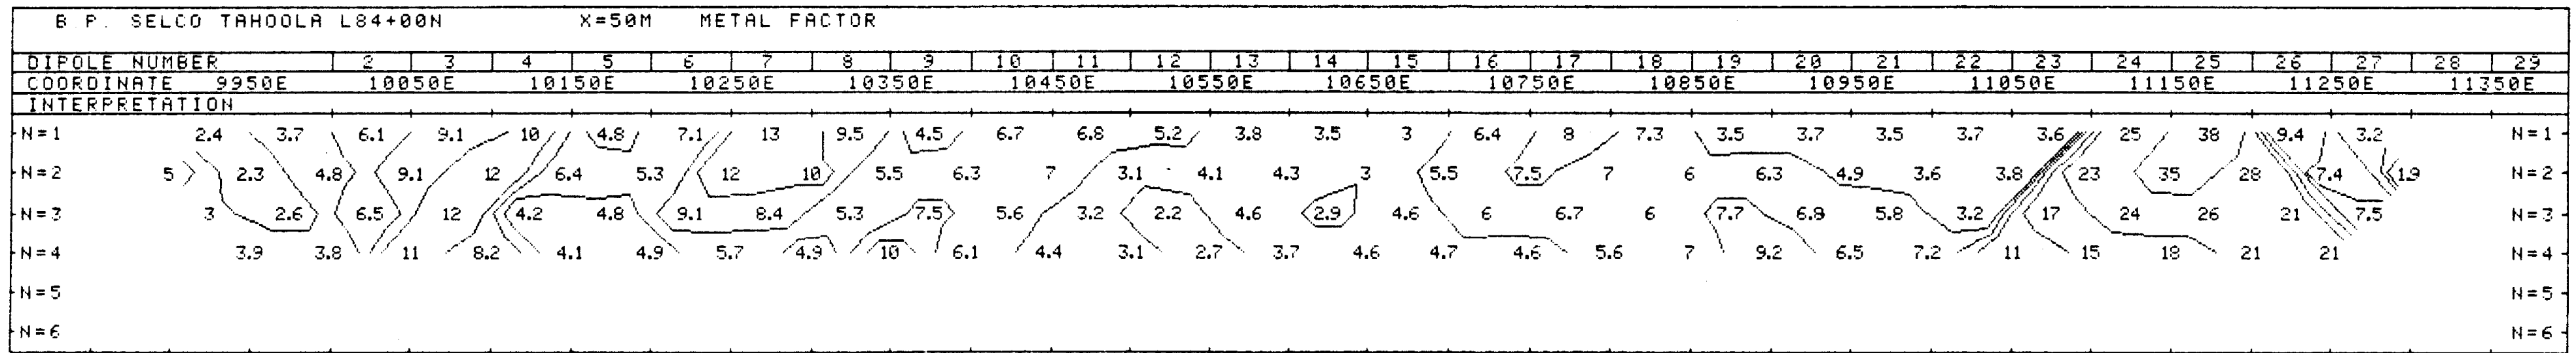 B.P. SELCO TAHOOLA L84+00N X=50M METAL FACTOR
DIPOLE NUMBER 2 3 4 5 6 7 8 9 10 11 12 13 14 15 16 17 18 19 20 21 22 23 24 25 26 27 28 29
COORDINATE 9950E 10050E 10150E 10250E 10350E 10450E 10550E 10650E 10750E 10850E 10950E 11050E 11150E 11250E 11350E
INTERPRETATION
N=1 2.4 3.7 6.1 9.1 10 4.8 7.1 13 9.5 4.5 6.7 6.8 5.2 3.8 3.5 3 6.4 8 7.3 3.5 3.7 3.5 3.7 3.6 25 38 9.4 3.2 N=1
N=2 5 2.3 4.8 9.1 12 6.4 5.3 12 10 5.5 6.3 7 3.1 4.1 4.3 3 5.5 7.5 7 6 6.3 4.9 3.6 3.8 23 35 28 7.4 1.9 N=2
N=3 3 2.6 6.5 12 4.2 4.8 9.1 8.4 5.3 7.5 5.6 3.2 2.2 4.6 2.9 4.6 6 6.7 6 7.7 6.8 5.8 3.2 17 24 26 21 7.5 N=3
N=4 3.9 3.8 11 8.2 4.1 4.9 5.7 4.9 10 6.1 4.4 3.1 2.7 3.7 4.6 4.7 4.6 5.6 7 9.2 6.5 7.2 11 15 18 21 21 N=4
N=5 N=5
N=6 N=6